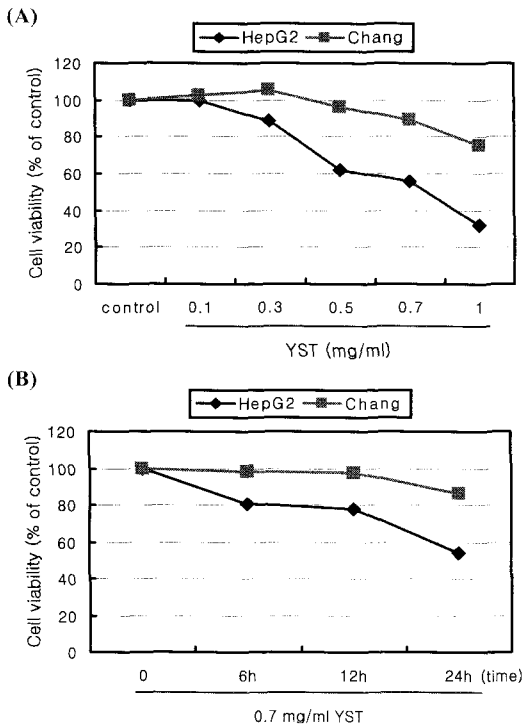 (A)
HepG2 Chang
120
100
80
60
40
20
0
Cell viability (% of control)
control 0.1 0.3 0.5 0.7 1
YST (mg/ml)
(B)
HepG2 Chang
120
100
80
60
40
20
0
Cell viability (% of control)
0 6h 12h 24h (time)
0.7 mg/ml YST